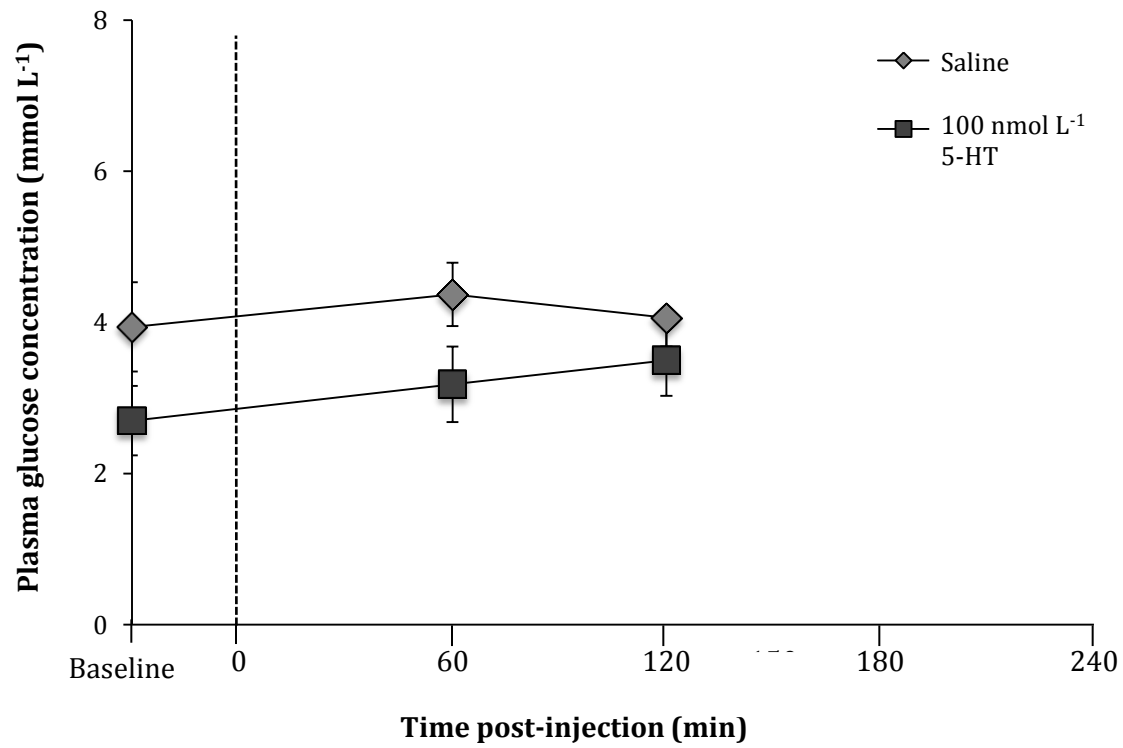 Plasma glucose concentration (mmol L⁻¹)
8
6
4
2
0
Saline
100 nmol L⁻¹
5-HT
Baseline 0 60 120 180 240
Time post-injection (min)